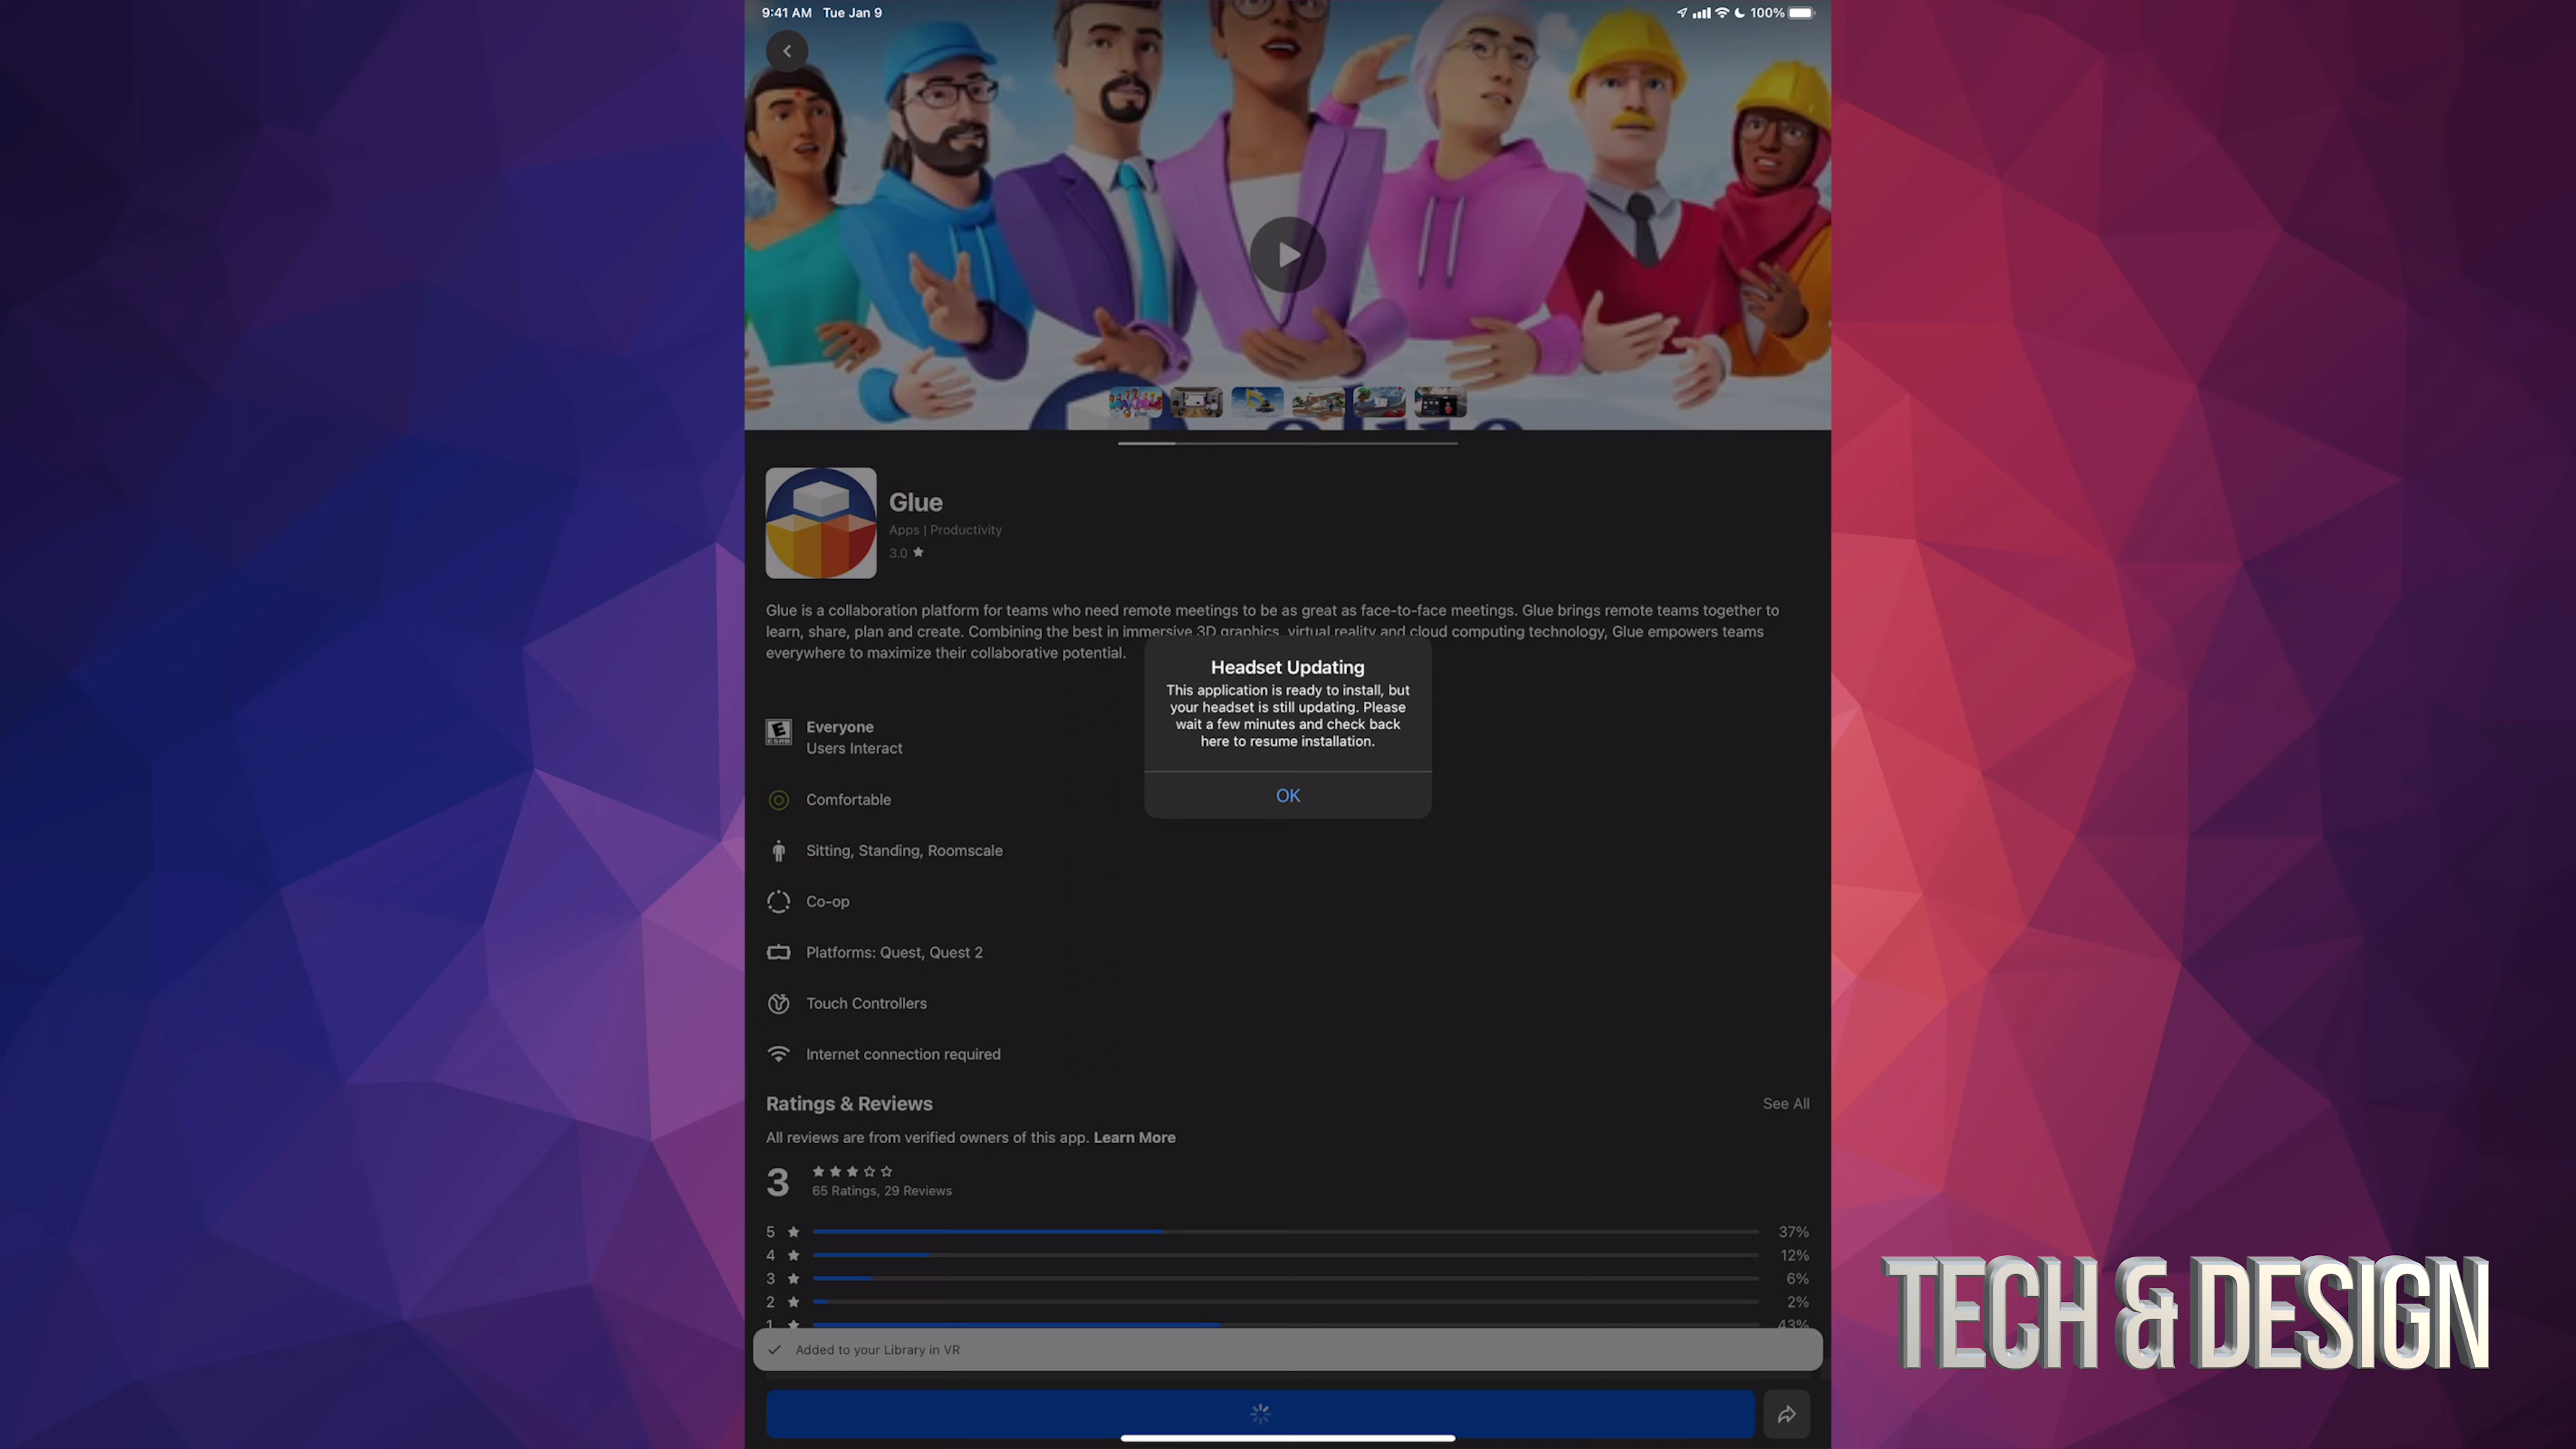 9:41 AM Tue Jan 9
100%
Glue
Apps | Productivity
3.0
Glue is a collaboration platform for teams who need remote meetings to be as great as face-to-face meetings. Glue brings remote teams together to
learn, share, plan and create. Combining the best in immersive 3D graphics, virtual reality and cloud computing technology, Glue empowers teams
everywhere to maximize their collaborative potential.
Headset Updating
This application is ready to install, but
your headset is still updating. Please
wait a few minutes and check back
here to resume installation.
OK
E
ESRB
Everyone
Users Interact
Comfortable
Sitting, Standing, Roomscale
Co-op
Platforms: Quest, Quest 2
Touch Controllers
Internet connection required
Ratings & Reviews
See All
All reviews are from verified owners of this app. Learn More
3
65 Ratings, 29 Reviews
5 37%
4 12%
3 6%
2 2%
1 43%
Added to your Library in VR
TECH & DESIGN